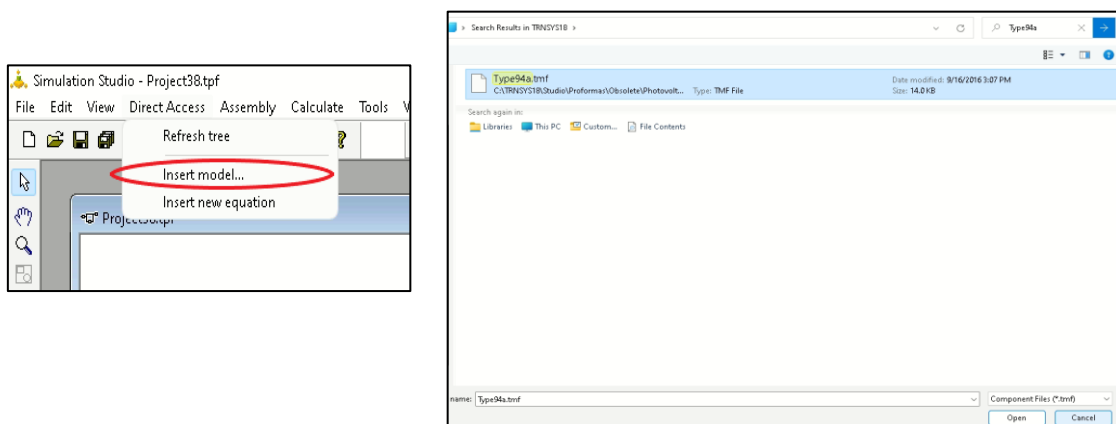 Simulation Studio - Project38.tpf
File Edit View Direct Access Assembly Calculate Tools
Refresh tree
Insert model...
Insert new equation
Search Results in TRNSYS18
Type94a
Type94a.tmf
C:\TRNSYS18\Studio\Proformas\Obsolete\Photovolt... Type: TMF File
Date modified: 9/16/2016 3:07 PM
Size: 14.0 KB
Search again in:
Libraries This PC Custom... File Contents
name: Type94a.tmf
Component Files (*.tmf)
Open Cancel